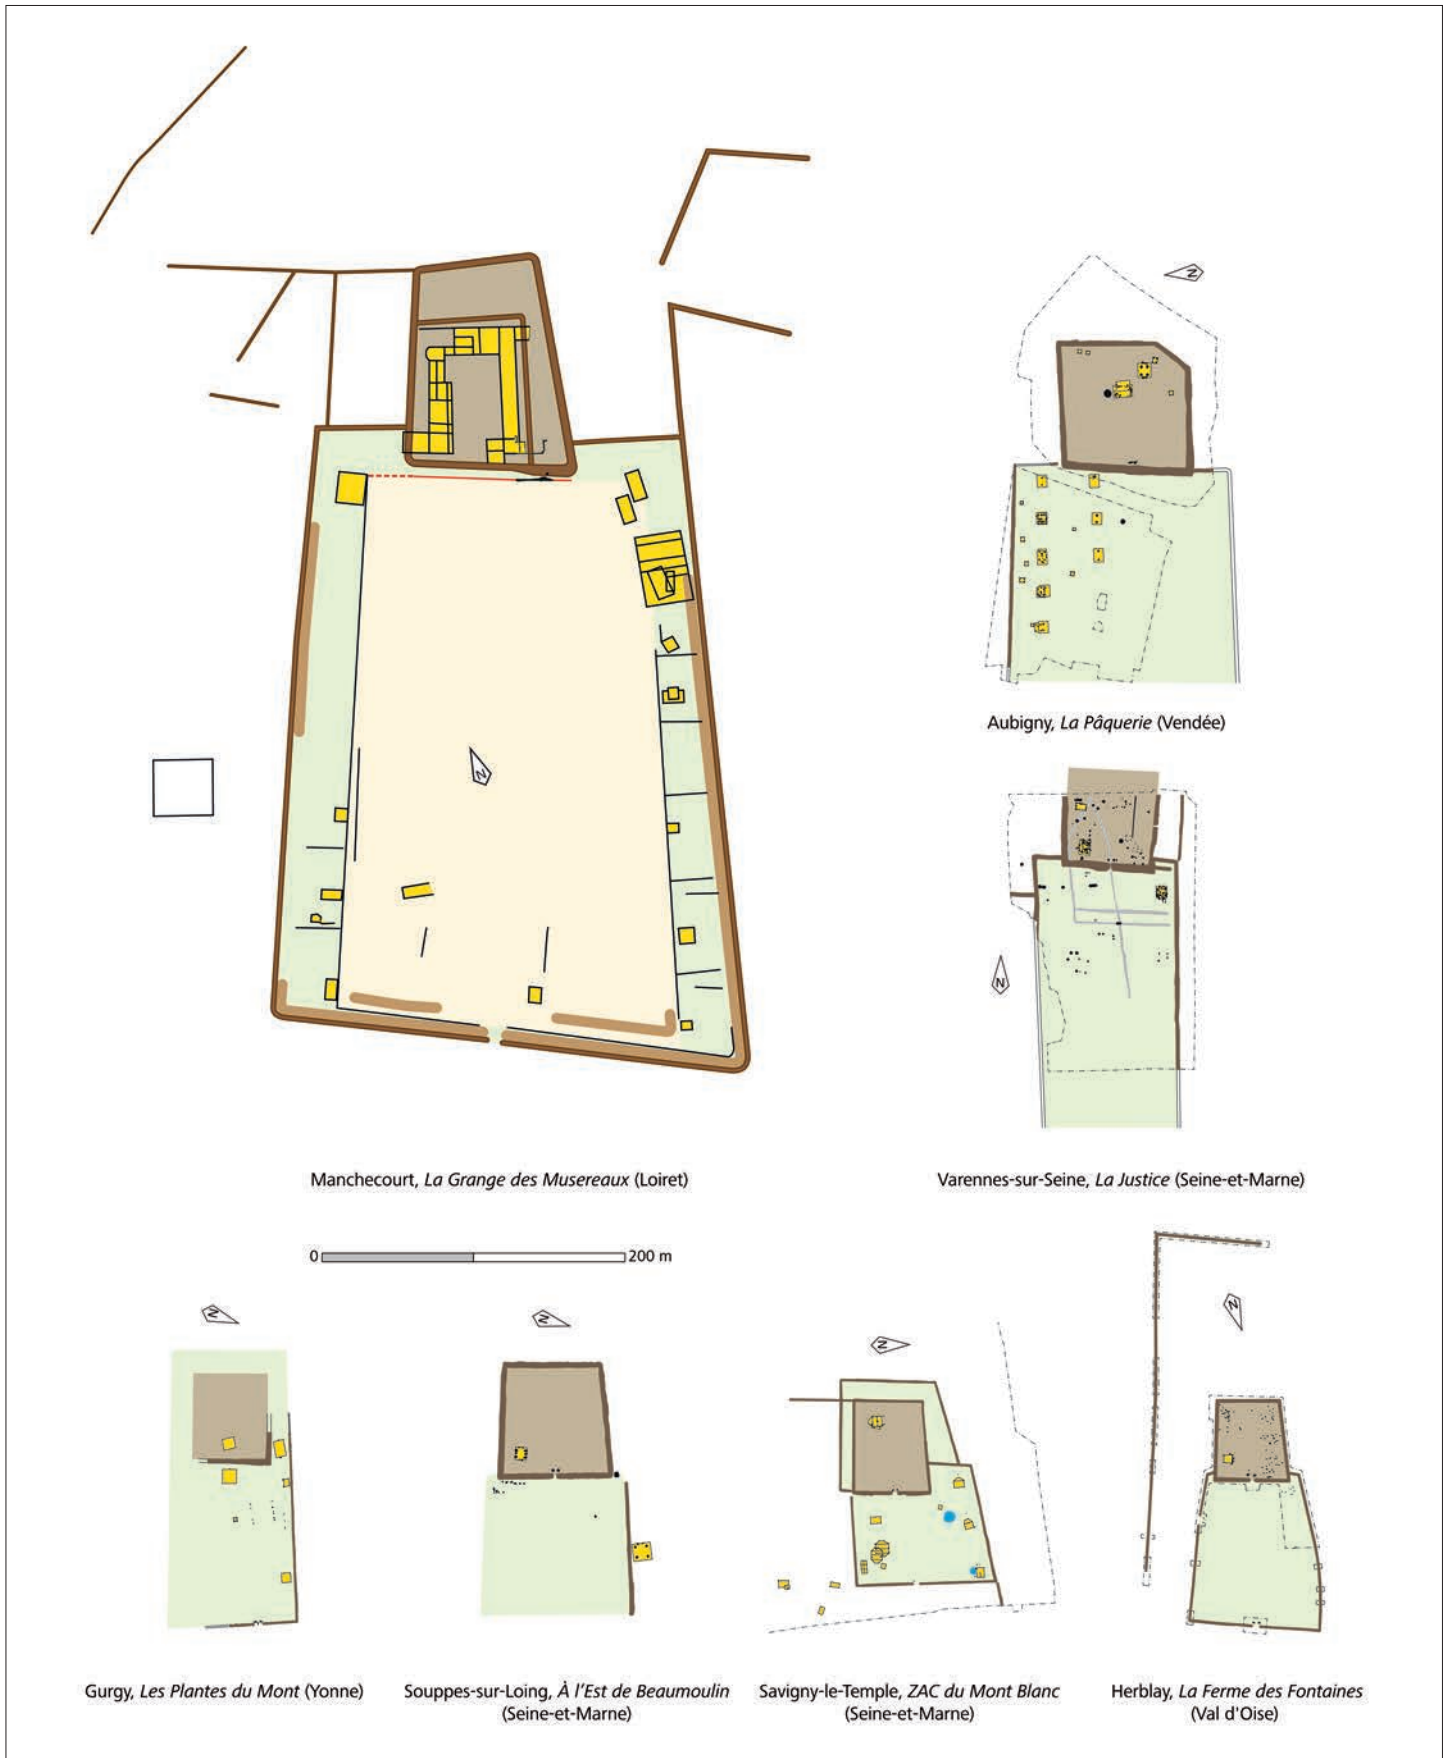 N
N
Aubigny, La Pâquerie (Vendée)
N
Manchecourt, La Grange des Musereaux (Loiret)
Varennes-sur-Seine, La Justice (Seine-et-Marne)
0 200 m
N
N
N
N
Gurgy, Les Plantes du Mont (Yonne)
Souppes-sur-Loing, À l'Est de Beaumoulin
(Seine-et-Marne)
Savigny-le-Temple, ZAC du Mont Blanc
(Seine-et-Marne)
Herblay, La Ferme des Fontaines
(Val d'Oise)